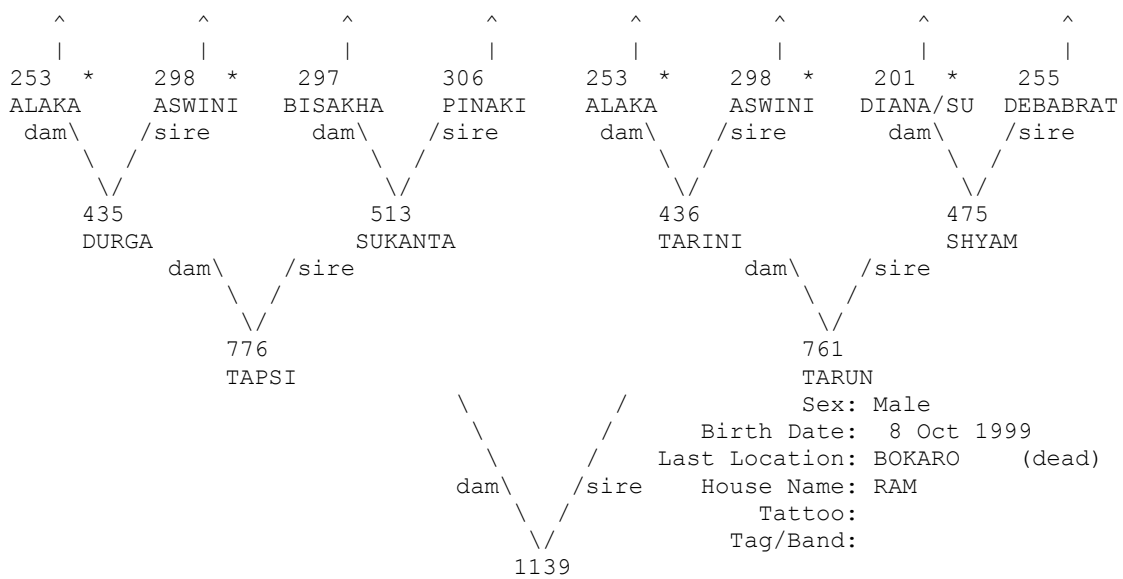 ^ ^ ^ ^ ^ ^ ^ ^
| | | | | | | |
253 * 298 * 297 306 253 * 298 * 201 * 255
ALAKA ASWINI BISAKHA PINAKI ALAKA ASWINI DIANA/SU DEBABRAT
dam\ /sire dam\ /sire dam\ /sire dam\ /sire
\ / \ / \ / \ /
\/ \/ \/ \/
435 513 436 475
DURGA SUKANTA TARINI SHYAM
dam\ /sire dam\ /sire
\ / \ /
\/ \/
776 761
TAPSI TARUN
\ / Sex: Male
\ / Birth Date: 8 Oct 1999
\ / Last Location: BOKARO (dead)
dam\ /sire House Name: RAM
\ / Tattoo:
\/ Tag/Band:
1139